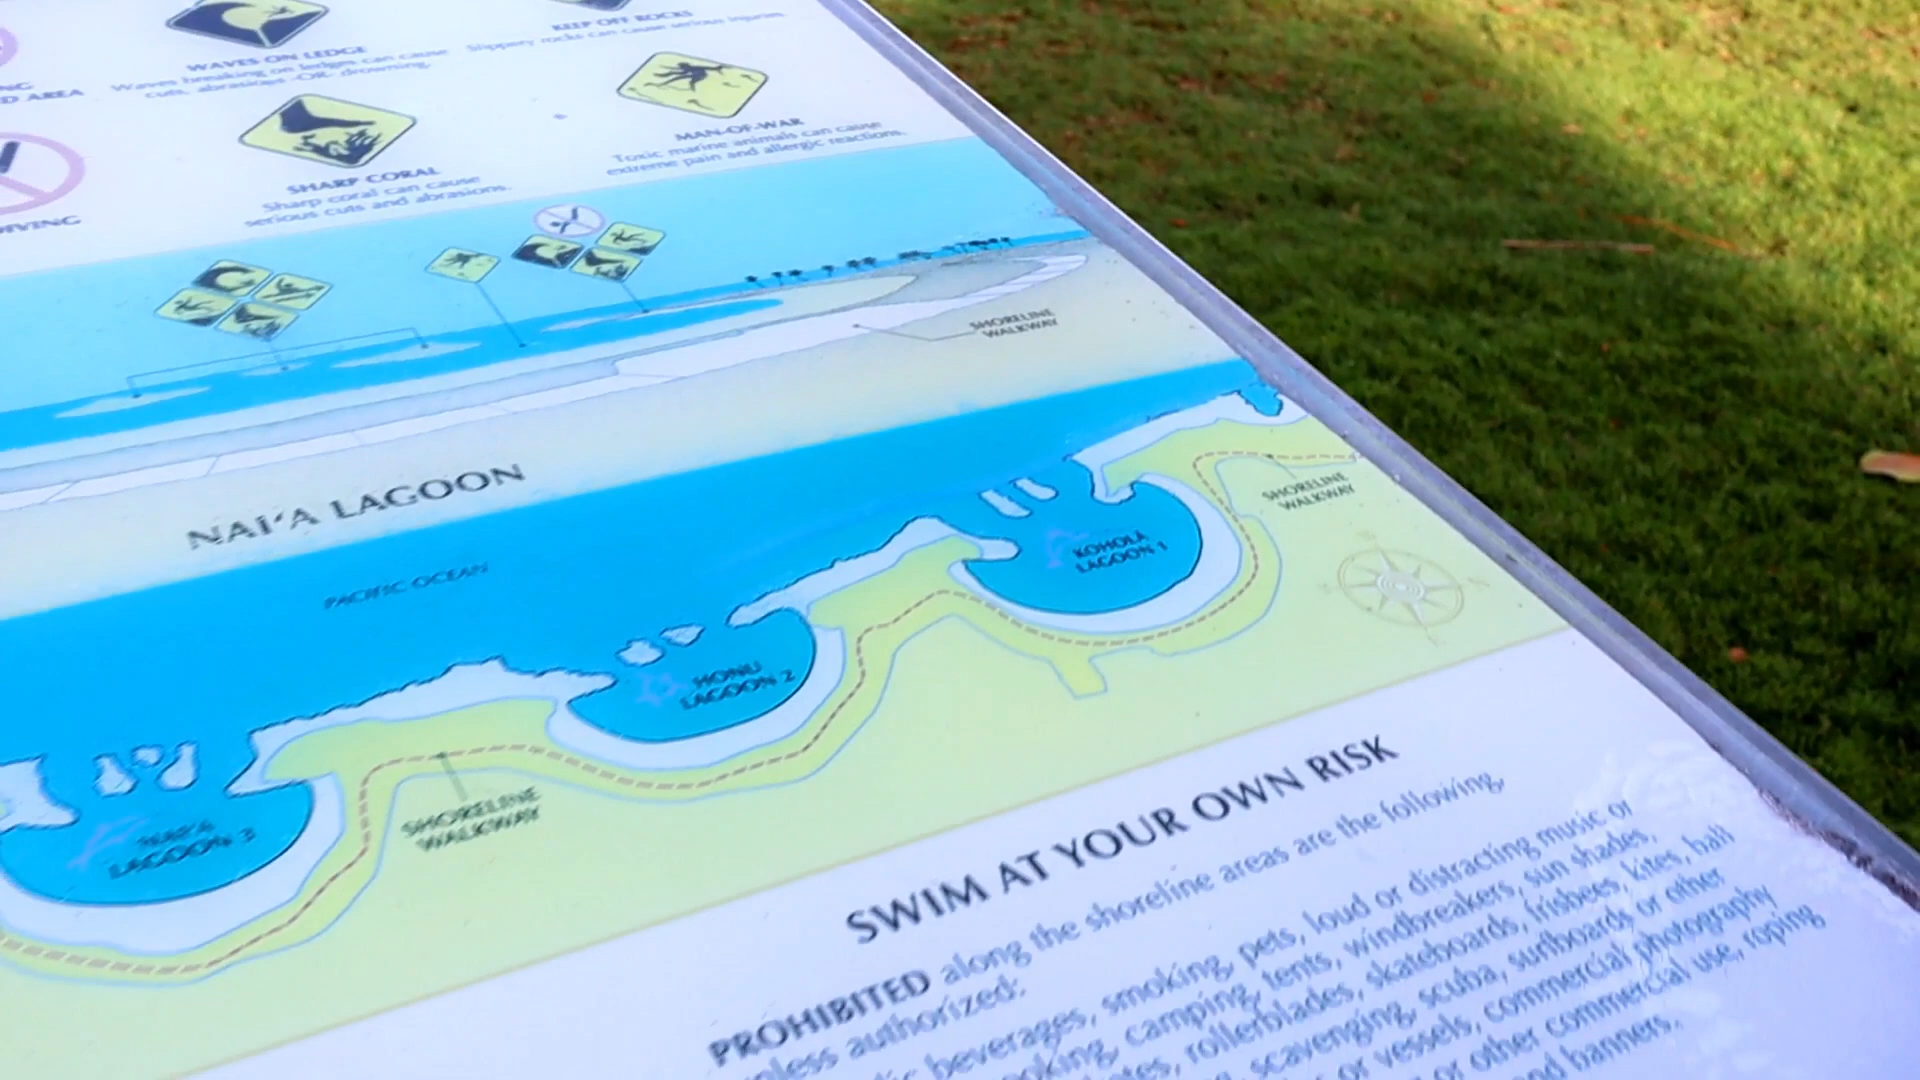 KEEP OFF ROCKS
Slippery rocks can cause serious injuries.
WAVES ON LEDGE
Waves breaking on ledges can cause
cuts, abrasions -OR- drowning.
AREA
MAN-OF-WAR
Toxic marine animals can cause
extreme pain and allergic reactions.
SHARP CORAL
Sharp coral can cause
serious cuts and abrasions.
SHORELINE
WALKWAY
NAI'A LAGOON
PACIFIC OCEAN
SHORELINE
WALKWAY
KOHOLA
LAGOON 1
HONU
LAGOON 2
LAGOON 3
SHORELINE
WALKWAY
N
SWIM AT YOUR OWN RISK
PROHIBITED along the shoreline areas are the following,
authorized:
beverages, smoking, pets, loud or distracting music or
camping, tents, windbreakers, sun shades,
rollerblades, skateboards, frisbees, kites, ball
scavenging, scuba, surfboards or other
or vessels, commercial photography
or other commercial use, roping
and banners.